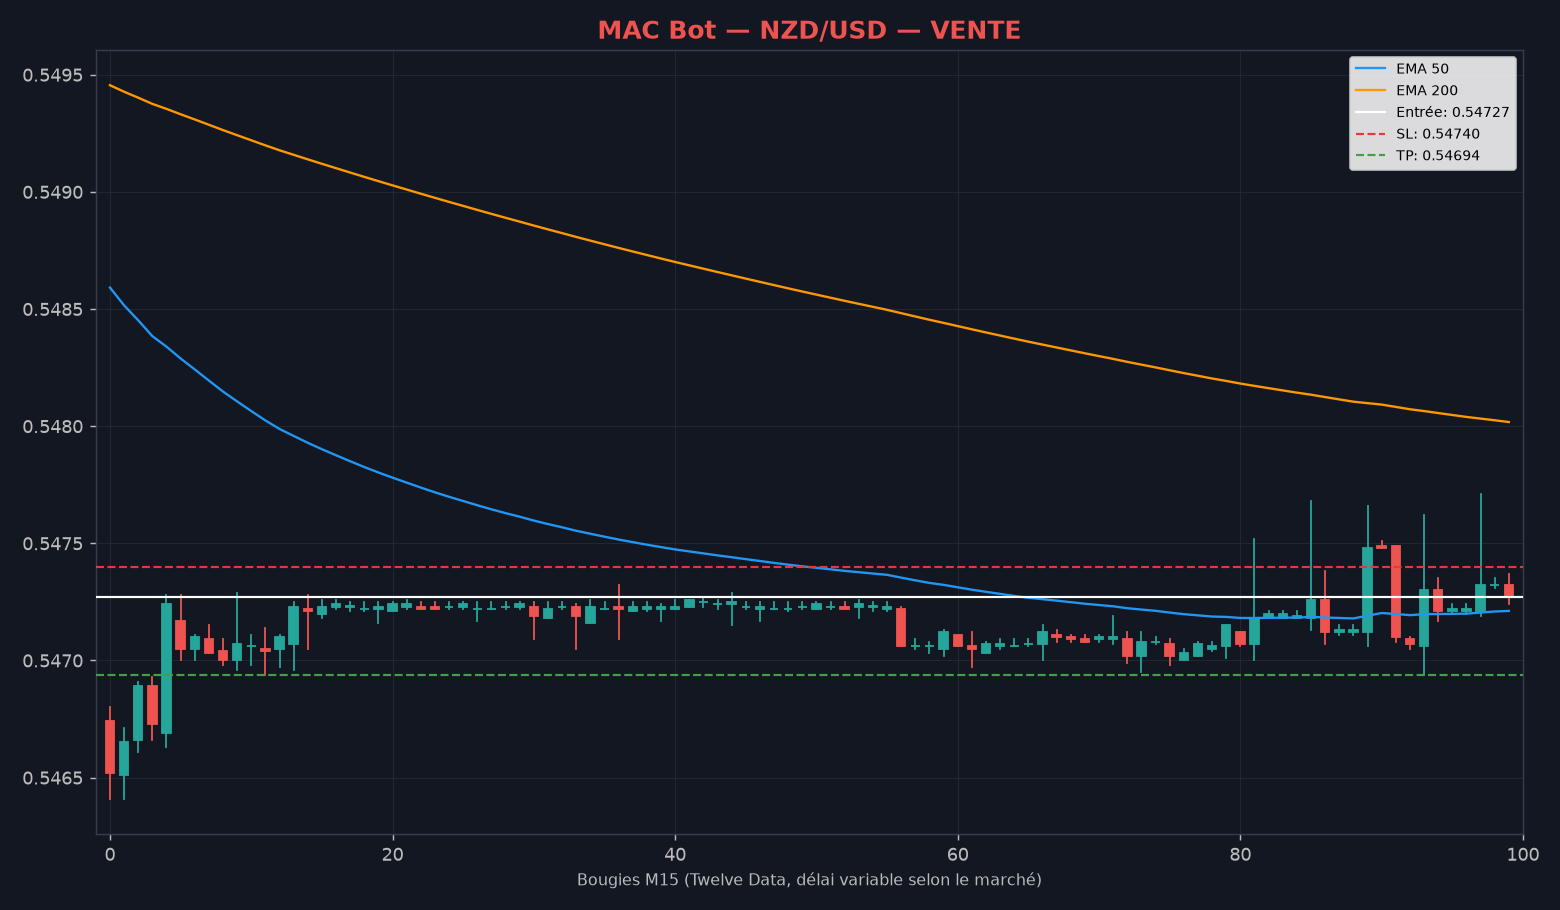 MAC Bot — NZD/USD — VENTE
EMA 50
EMA 200
Entrée: 0.54727
SL: 0.54740
TP: 0.54694
0.5495
0.5490
0.5485
0.5480
0.5475
0.5470
0.5465
0 20 40 60 80 100
Bougies M15 (Twelve Data, délai variable selon le marché)